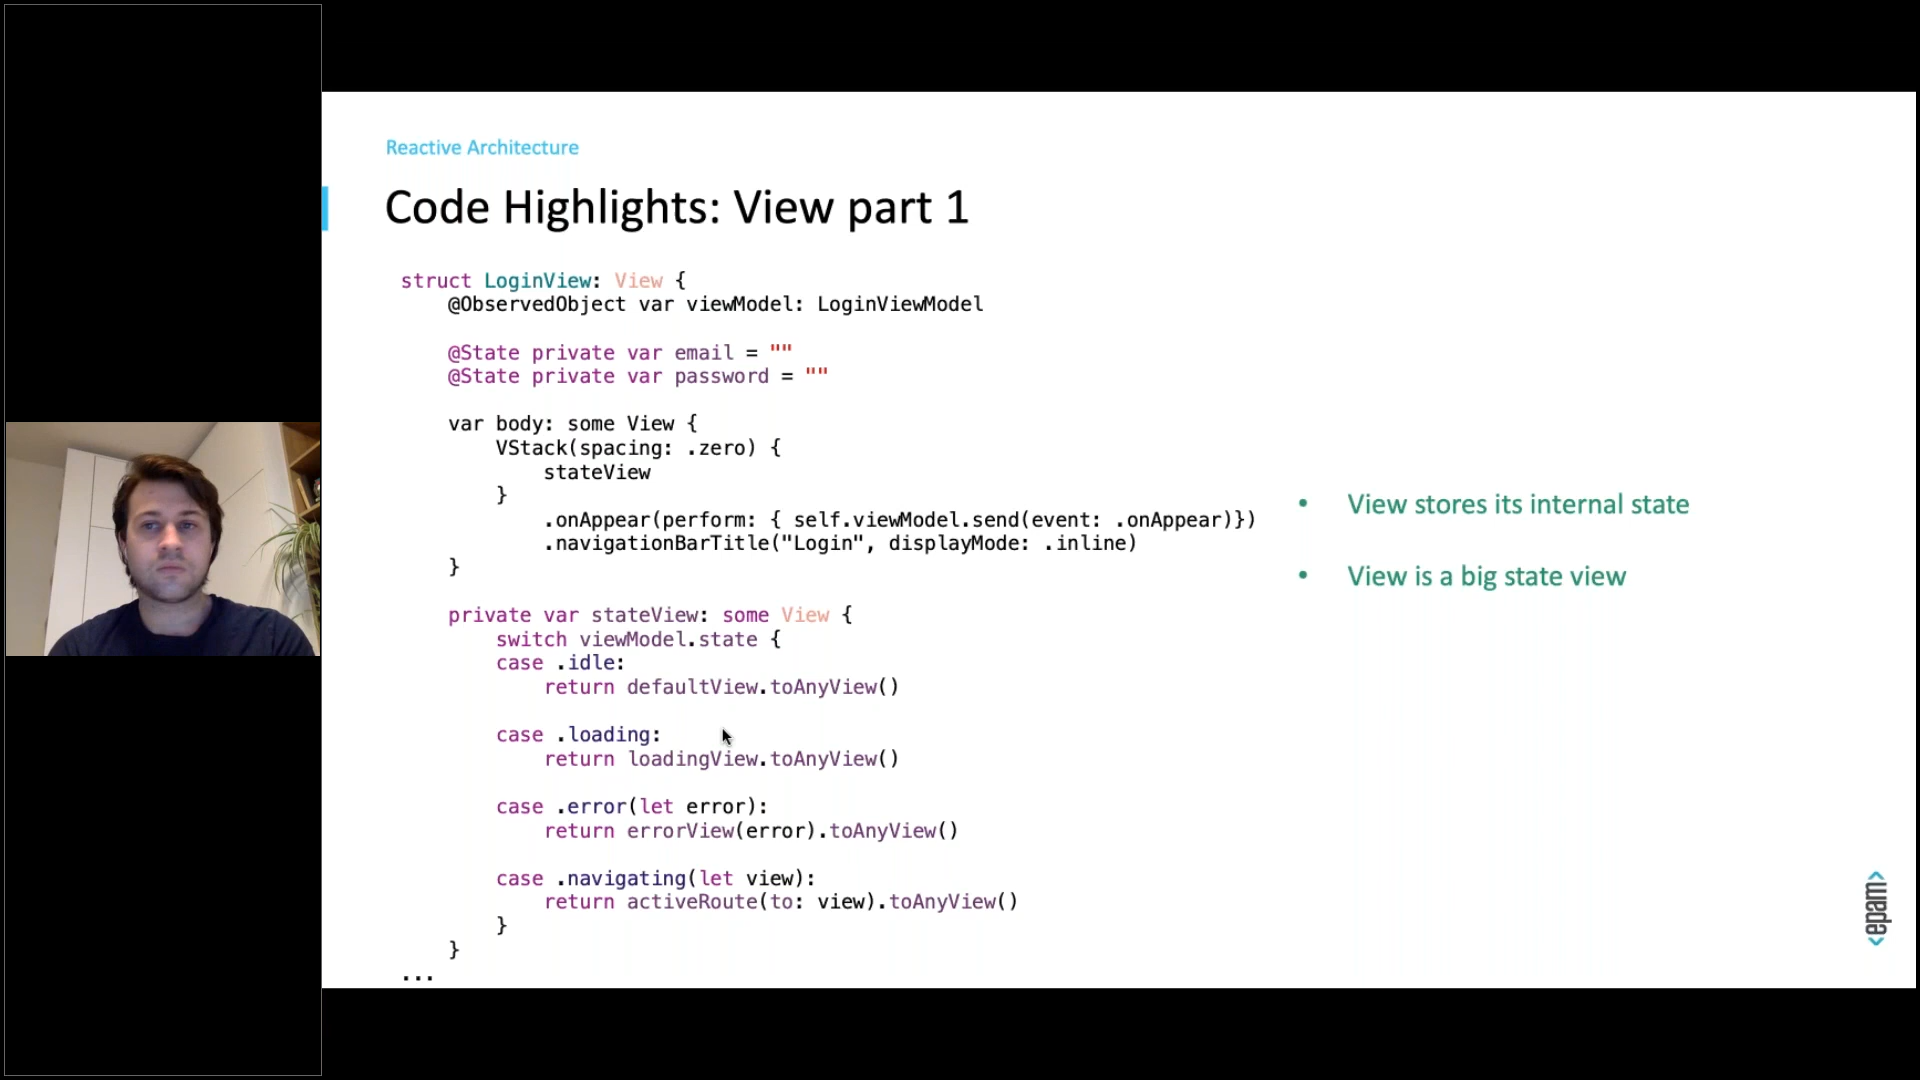 Reactive Architecture
Code Highlights: View part 1
struct LoginView: View {
@ObservedObject var viewModel: LoginViewModel
@State private var email = ""
@State private var password = ""
var body: some View {
VStack(spacing: .zero) {
stateView
}
.onAppear(perform: { self.viewModel.send(event: .onAppear)})
.navigationBarTitle("Login", displayMode: .inline)
}
private var stateView: some View {
switch viewModel.state {
case .idle:
return defaultView.toAnyView()
case .loading:
return loadingView.toAnyView()
case .error(let error):
return errorView(error).toAnyView()
case .navigating(let view):
return activeRoute(to: view).toAnyView()
}
}
...
• View stores its internal state
• View is a big state view
<epam>